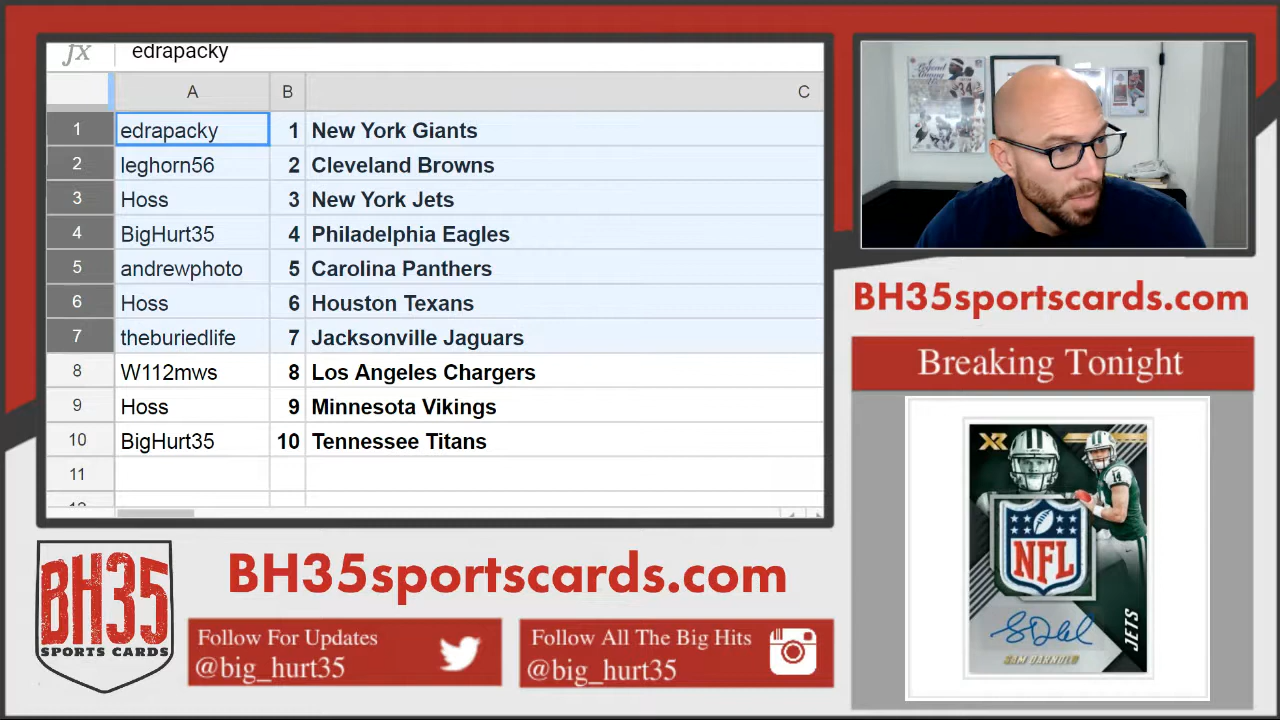 fx edrapacky
A B C
1 edrapacky 1 New York Giants
2 leghorn56 2 Cleveland Browns
3 Hoss 3 New York Jets
4 BigHurt35 4 Philadelphia Eagles
5 andrewphoto 5 Carolina Panthers
6 Hoss 6 Houston Texans
7 theburiedlife 7 Jacksonville Jaguars
8 W112mws 8 Los Angeles Chargers
9 Hoss 9 Minnesota Vikings
10 BigHurt35 10 Tennessee Titans
11
34
BH35sportscards.com
Breaking Tonight
XR
14
NFL
JETS
SAM DARNOLD
BH35
SPORTS CARDS
BH35sportscards.com
Follow For Updates
@big_hurt35
Follow All The Big Hits
@big_hurt35